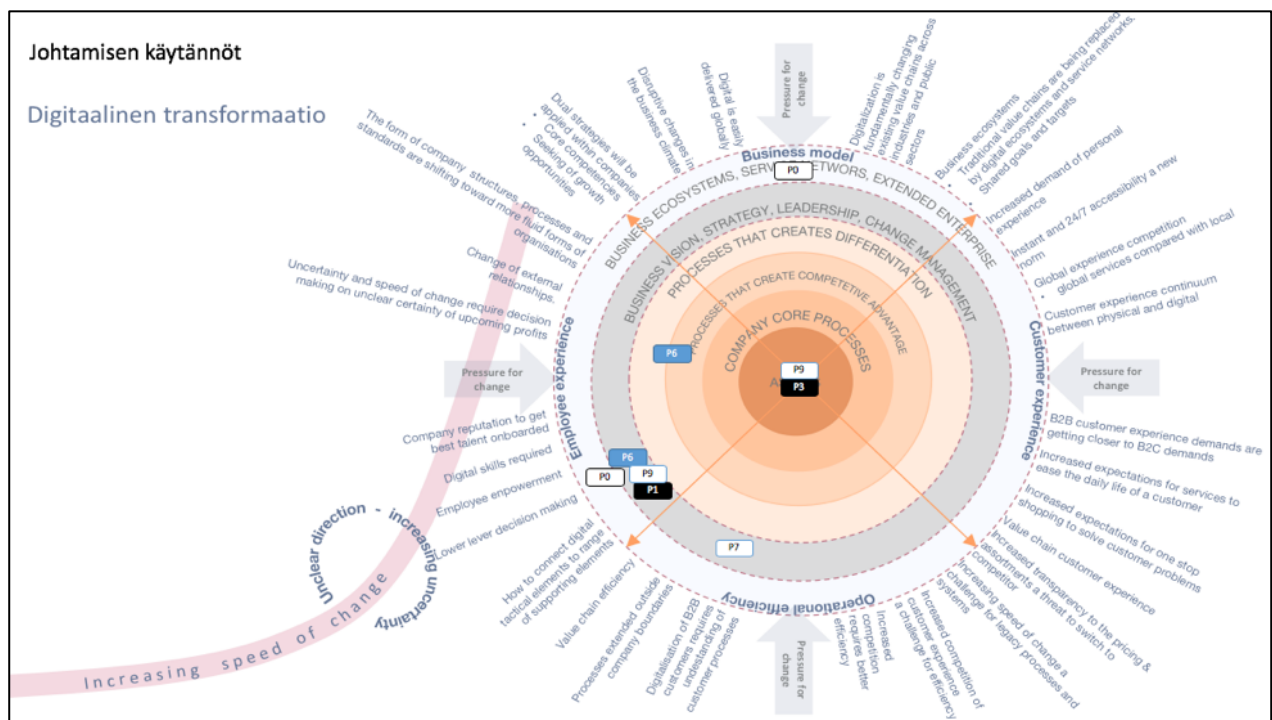 Johtamisen käytännöt
Digitaalinen transformaatio
The form of company structures, processes and
standards are shifting toward more fluid forms of
organisations
Dual strategies will be
applied within companies
• Core competencies
• Seeking of growth
opportunities
Disruptive changes in
the business climate
Digital is easily
delivered globally
Pressure for
change
Digitalization is
fundamentally changing
existing value chains across
industries and public
sectors
Business ecosystems
• Traditional value chains are being replaced
by digital ecosystems and service networks.
• Shared goals and targets
Increased demand of personal
experience
Instant and 24/7 accessibility a new
norm
Global experience competition
• global services compared with local
Customer experience continuum
between physical and digital
Change of external
relationships.
Uncertainty and speed of change require decision
making on unclear certainty of upcoming profits
Business model
P0
BUSINESS ECOSYSTEMS, SERVICE NETWORS, EXTENDED ENTERPRISE
BUSINESS VISION, STRATEGY, LEADERSHIP, CHANGE MANAGEMENT
PROCESSES THAT CREATES DIFFERENTIATION
PROCESSES THAT CREATE COMPETETIVE ADVANTAGE
COMPANY CORE PROCESSES
P6
P9
P3
Employee experience
Customer experience
Pressure for
change
Pressure for
change
Company reputation to get
best talent onboarded
Digital skills required
Employee enpowerment
Lower lever decision making
How to connect digital
tactical elements to range
of supporting elements
P6
P0
P9
P1
P7
B2B customer experience demands are
getting closer to B2C demands
Increased expectations for services to
ease the daily life of a customer
Increased expectations for one stop
shopping to solve customer problems
Value chain customer experience
Increased transparency to the pricing &
assortments a threat to switch to
competitor
Increasing speed of change a
challenge for legacy processes and
systems
Increased competition of
customer experience
a challenge for efficiency
Increased
competition
requires better
efficiency
Operational efficiency
Pressure for
change
Digitalisation of B2B
customers requires
understanding of
customer processes
Processes extended outside
company boundaries
Value chain efficiency
Unclear direction - increasing uncertainty
Increasing speed of change